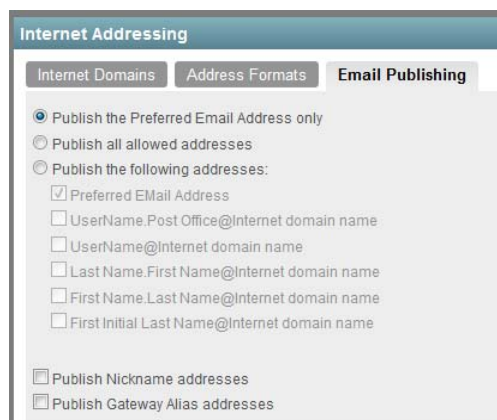 Internet Addressing
Internet Domains Address Formats Email Publishing
Publish the Preferred Email Address only
Publish all allowed addresses
Publish the following addresses:
Preferred EMail Address
UserName.Post Office@Internet domain name
UserName@Internet domain name
Last Name.First Name@Internet domain name
First Name.Last Name@Internet domain name
First Initial Last Name@Internet domain name
Publish Nickname addresses
Publish Gateway Alias addresses